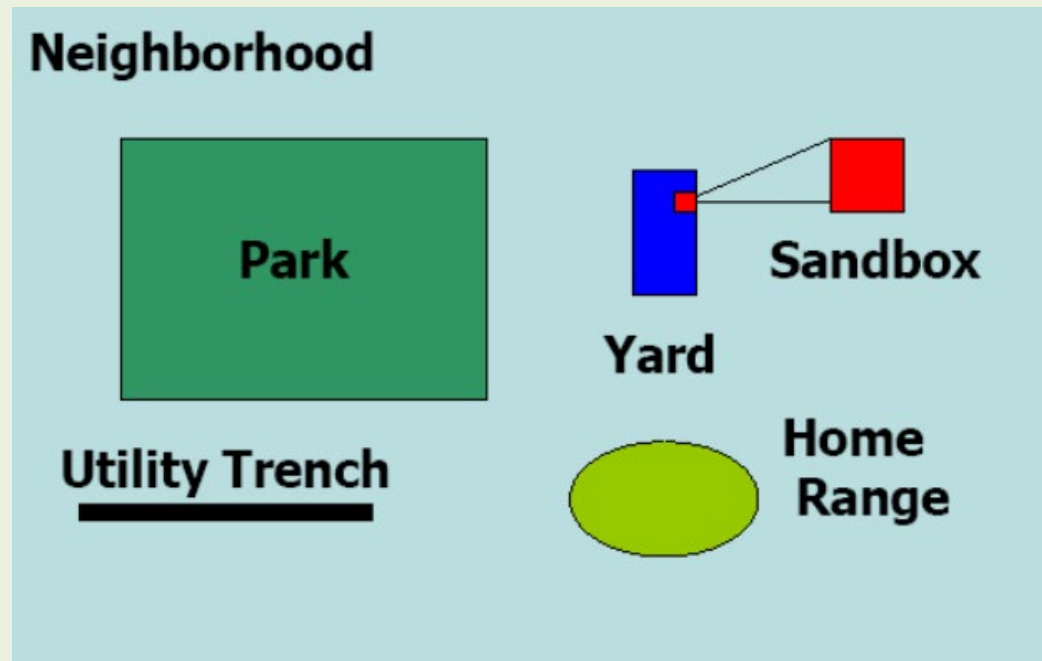 Neighborhood
Park
Sandbox
Yard
Utility Trench
Home
Range